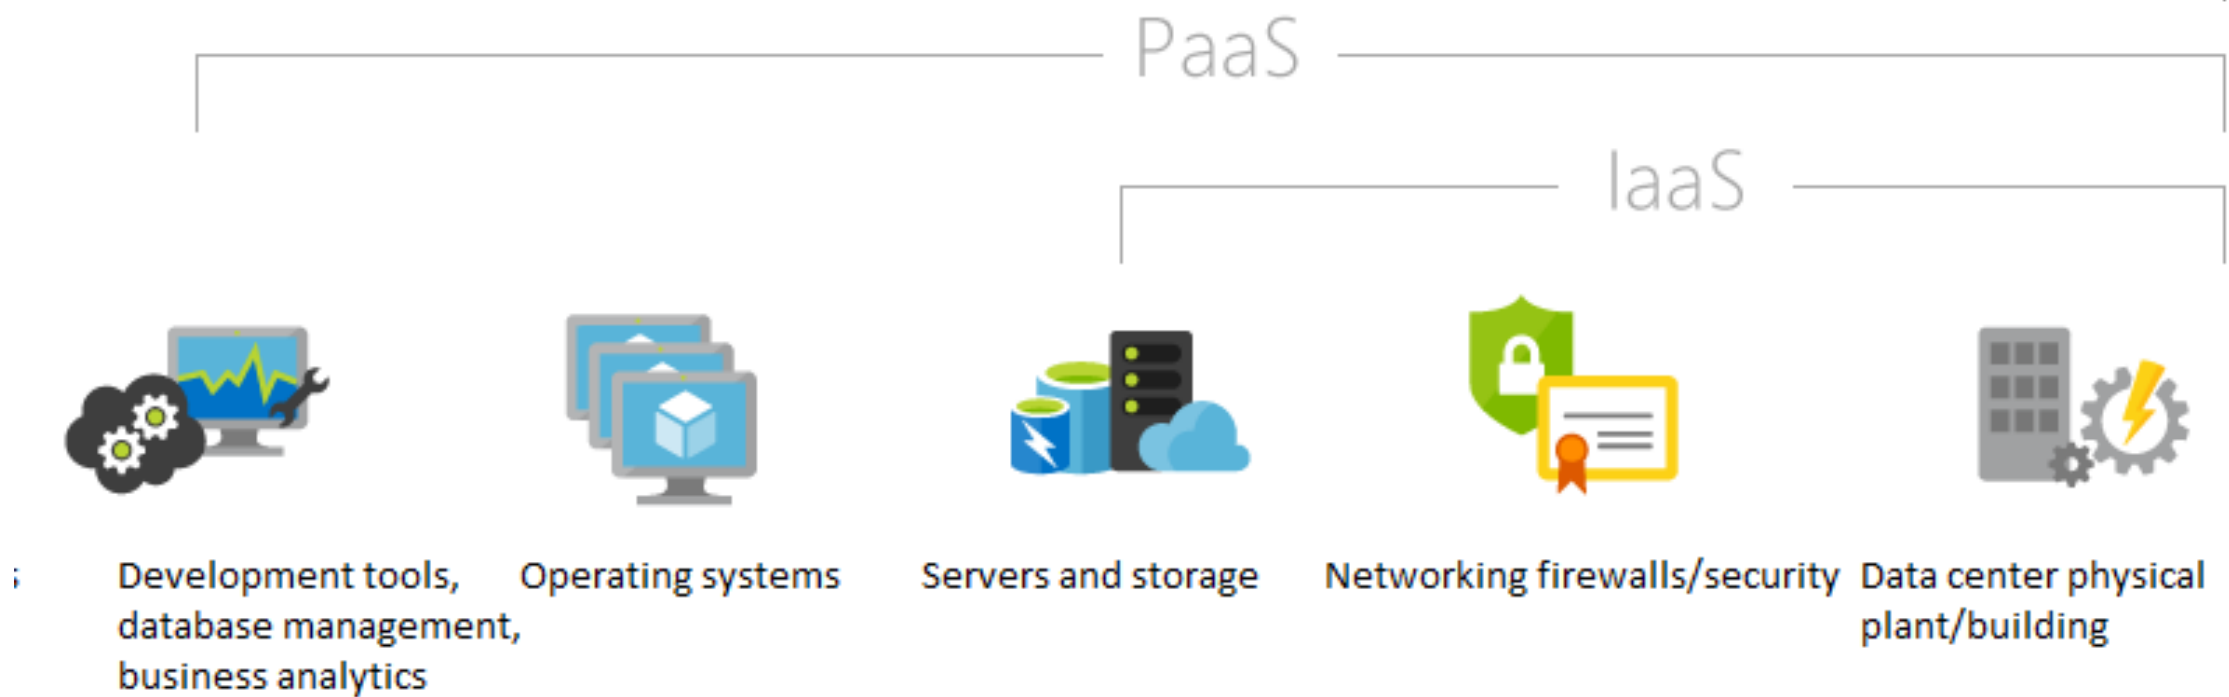 PaaS
IaaS
Development tools,
database management,
business analytics
Operating systems
Servers and storage
Networking firewalls/security
Data center physical
plant/building